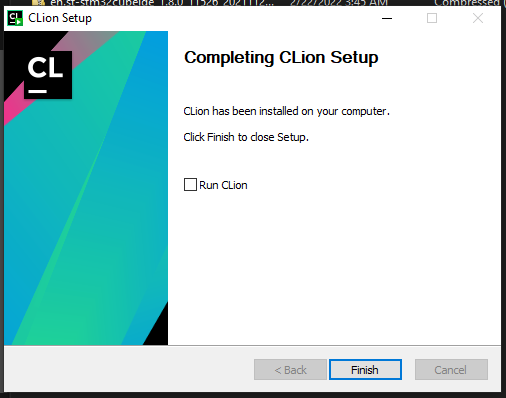 en.st-stm32cubeide_1.8.0_11526_2021112... 2/22/2022 3:45 AM Compressed (
CLion Setup
CL
Completing CLion Setup
CLion has been installed on your computer.
Click Finish to close Setup.
Run CLion
< Back Finish Cancel